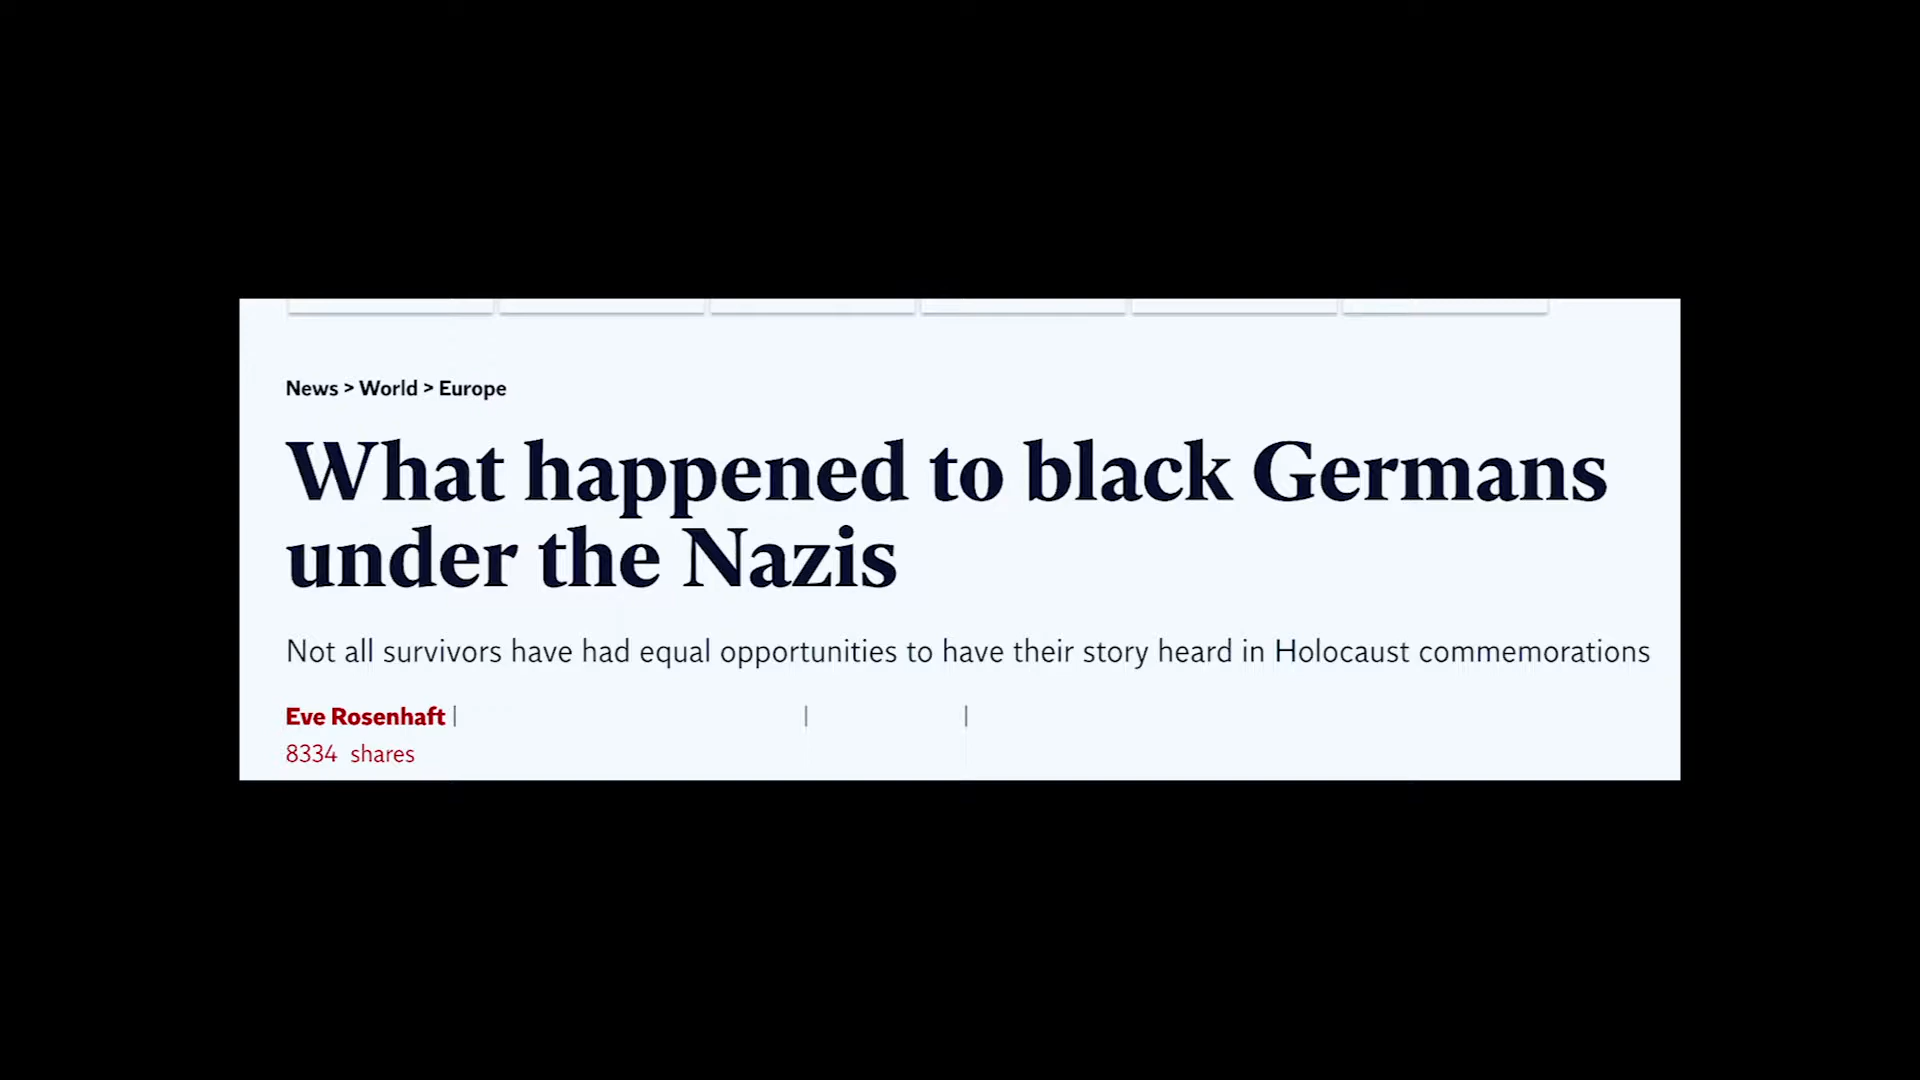 News > World > Europe
What happened to black Germans
under the Nazis
Not all survivors have had equal opportunities to have their story heard in Holocaust commemorations
Eve Rosenhaft |
8334 shares